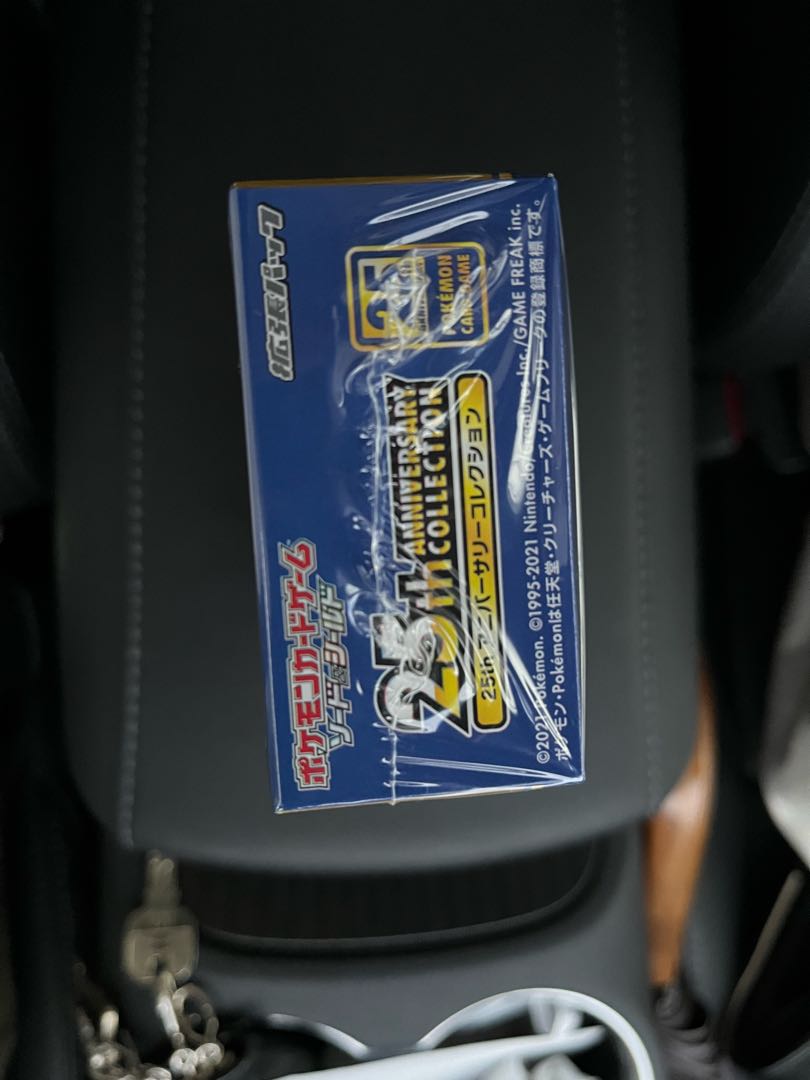 ポケモンカードゲーム
ソード&シールド
拡張パック
25th ANNIVERSARY
COLLECTION
25th アニバーサリーコレクション
25
POKÉMON
CARD GAME
©2021 Pokémon. ©1995-2021 Nintendo/Creatures Inc./GAME FREAK inc.
ポケモン・Pokémonは任天堂・クリーチャーズ・ゲームフリークの登録商標です。